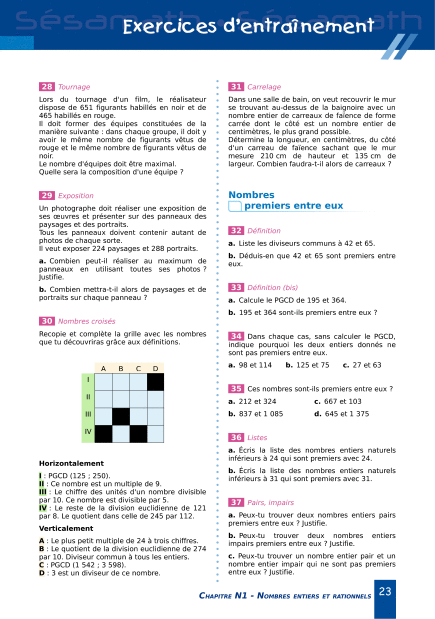 Sésamath
Sésamath
Exercices d'entraînement
28 Tournage
Lors du tournage d'un film, le réalisateur
dispose de 651 figurants habillés en noir et de
465 habillés en rouge.
Il doit former des équipes constituées de la
manière suivante : dans chaque groupe, il doit y
avoir le même nombre de figurants vêtus de
rouge et le même nombre de figurants vêtus de
noir.
Le nombre d'équipes doit être maximal.
Quelle sera la composition d'une équipe ?
29 Exposition
Un photographe doit réaliser une exposition de
ses œuvres et présenter sur des panneaux des
paysages et des portraits.
Tous les panneaux doivent contenir autant de
photos de chaque sorte.
Il veut exposer 224 paysages et 288 portraits.
a. Combien peut-il réaliser au maximum de
panneaux en utilisant toutes ses photos ?
Justifie.
b. Combien mettra-t-il alors de paysages et de
portraits sur chaque panneau ?
30 Nombres croisés
Recopie et complète la grille avec les nombres
que tu découvriras grâce aux définitions.
A B C D
I
II
III
IV
Horizontalement
I : PGCD (125 ; 250).
II : Ce nombre est un multiple de 9.
III : Le chiffre des unités d'un nombre divisible
par 10. Ce nombre est divisible par 5.
IV : Le reste de la division euclidienne de 121
par 8. Le quotient dans celle de 245 par 112.
Verticalement
A : Le plus petit multiple de 24 à trois chiffres.
B : Le quotient de la division euclidienne de 274
par 10. Diviseur commun à tous les entiers.
C : PGCD (1 542 ; 3 598).
D : 3 est un diviseur de ce nombre.
31 Carrelage
Dans une salle de bain, on veut recouvrir le mur
se trouvant au-dessus de la baignoire avec un
nombre entier de carreaux de faïence de forme
carrée dont le côté est un nombre entier de
centimètres, le plus grand possible.
Détermine la longueur, en centimètres, du côté
d'un carreau de faïence sachant que le mur
mesure 210 cm de hauteur et 135 cm de
largeur. Combien faudra-t-il alors de carreaux ?
Nombres
premiers entre eux
32 Définition
a. Liste les diviseurs communs à 42 et 65.
b. Déduis-en que 42 et 65 sont premiers entre
eux.
33 Définition (bis)
a. Calcule le PGCD de 195 et 364.
b. 195 et 364 sont-ils premiers entre eux ?
34 Dans chaque cas, sans calculer le PGCD,
indique pourquoi les deux entiers donnés ne
sont pas premiers entre eux.
a. 98 et 114 b. 125 et 75 c. 27 et 63
35 Ces nombres sont-ils premiers entre eux ?
a. 212 et 324 c. 667 et 103
b. 837 et 1 085 d. 645 et 1 375
36 Listes
a. Écris la liste des nombres entiers naturels
inférieurs à 24 qui sont premiers avec 24.
b. Écris la liste des nombres entiers naturels
inférieurs à 31 qui sont premiers avec 31.
37 Pairs, impairs
a. Peux-tu trouver deux nombres entiers pairs
premiers entre eux ? Justifie.
b. Peux-tu trouver deux nombres entiers
impairs premiers entre eux ? Justifie.
c. Peux-tu trouver un nombre entier pair et un
nombre entier impair qui ne sont pas premiers
entre eux ? Justifie.
CHAPITRE N1 - NOMBRES ENTIERS ET RATIONNELS 23